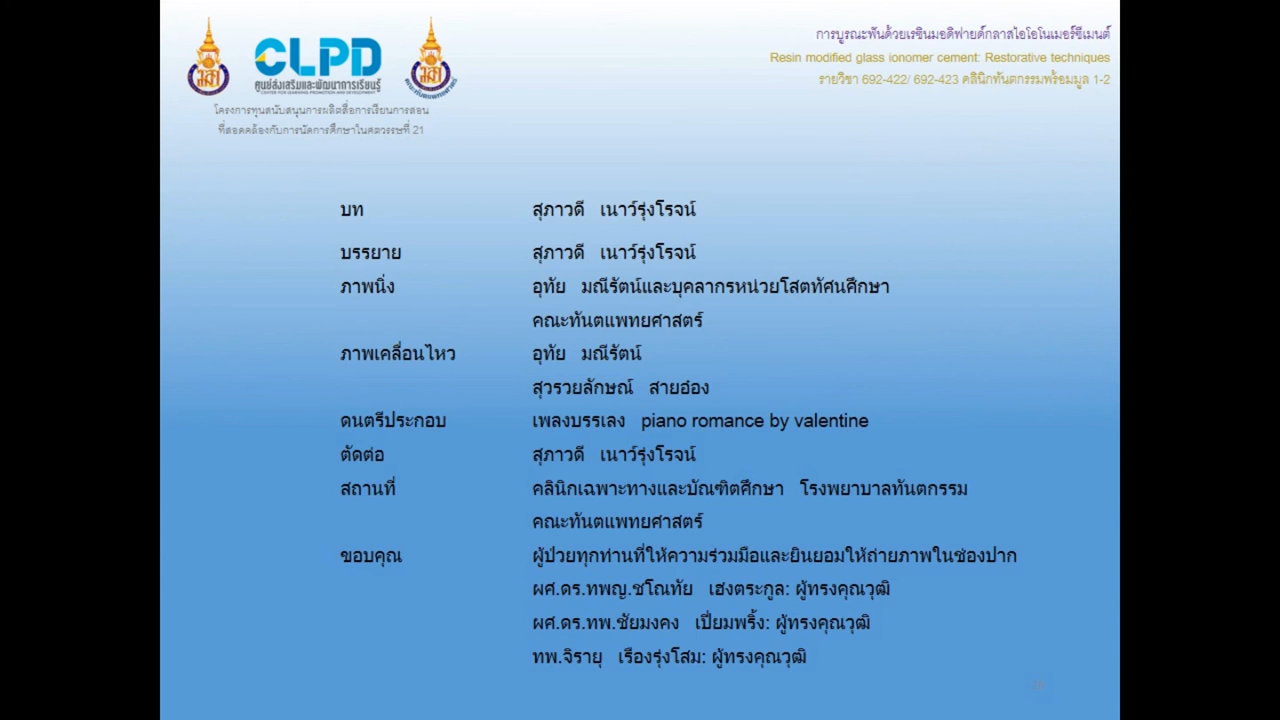 CLPD
ศูนย์ส่งเสริมและพัฒนาการเรียนรู้
CENTER FOR LEARNING PROMOTION AND DEVELOPMENT
โครงการทุนสนับสนุนการผลิตสื่อการเรียนการสอน
ที่สอดคล้องกับการจัดการศึกษาในศตวรรษที่ 21
การบูรณะฟันด้วยเรซินมอดิฟายด์กลาสไอโอโนเมอร์ซีเมนต์
Resin modified glass ionomer cement: Restorative techniques
รายวิชา 692-422/ 692-423 คลินิกทันตกรรมพร้อมมูล 1-2
บท สุภาวดี เนาว์รุ่งโรจน์
บรรยาย สุภาวดี เนาว์รุ่งโรจน์
ภาพนิ่ง อุทัย มณีรัตน์และบุคลากรหน่วยโสตทัศนศึกษา
คณะทันตแพทยศาสตร์
ภาพเคลื่อนไหว อุทัย มณีรัตน์
สุวรวยลักษณ์ สายอ๋อง
ดนตรีประกอบ เพลงบรรเลง piano romance by valentine
ตัดต่อ สุภาวดี เนาว์รุ่งโรจน์
สถานที่ คลินิกเฉพาะทางและบัณฑิตศึกษา โรงพยาบาลทันตกรรม
คณะทันตแพทยศาสตร์
ขอบคุณ ผู้ป่วยทุกท่านที่ให้ความร่วมมือและยินยอมให้ถ่ายภาพในช่องปาก
ผศ.ดร.ทพญ.ชโณทัย เฮงตระกูล: ผู้ทรงคุณวุฒิ
ผศ.ดร.ทพ.ชัยมงคง เปี่ยมพริ้ง: ผู้ทรงคุณวุฒิ
ทพ.จิรายุ เรืองรุ่งโสม: ผู้ทรงคุณวุฒิ